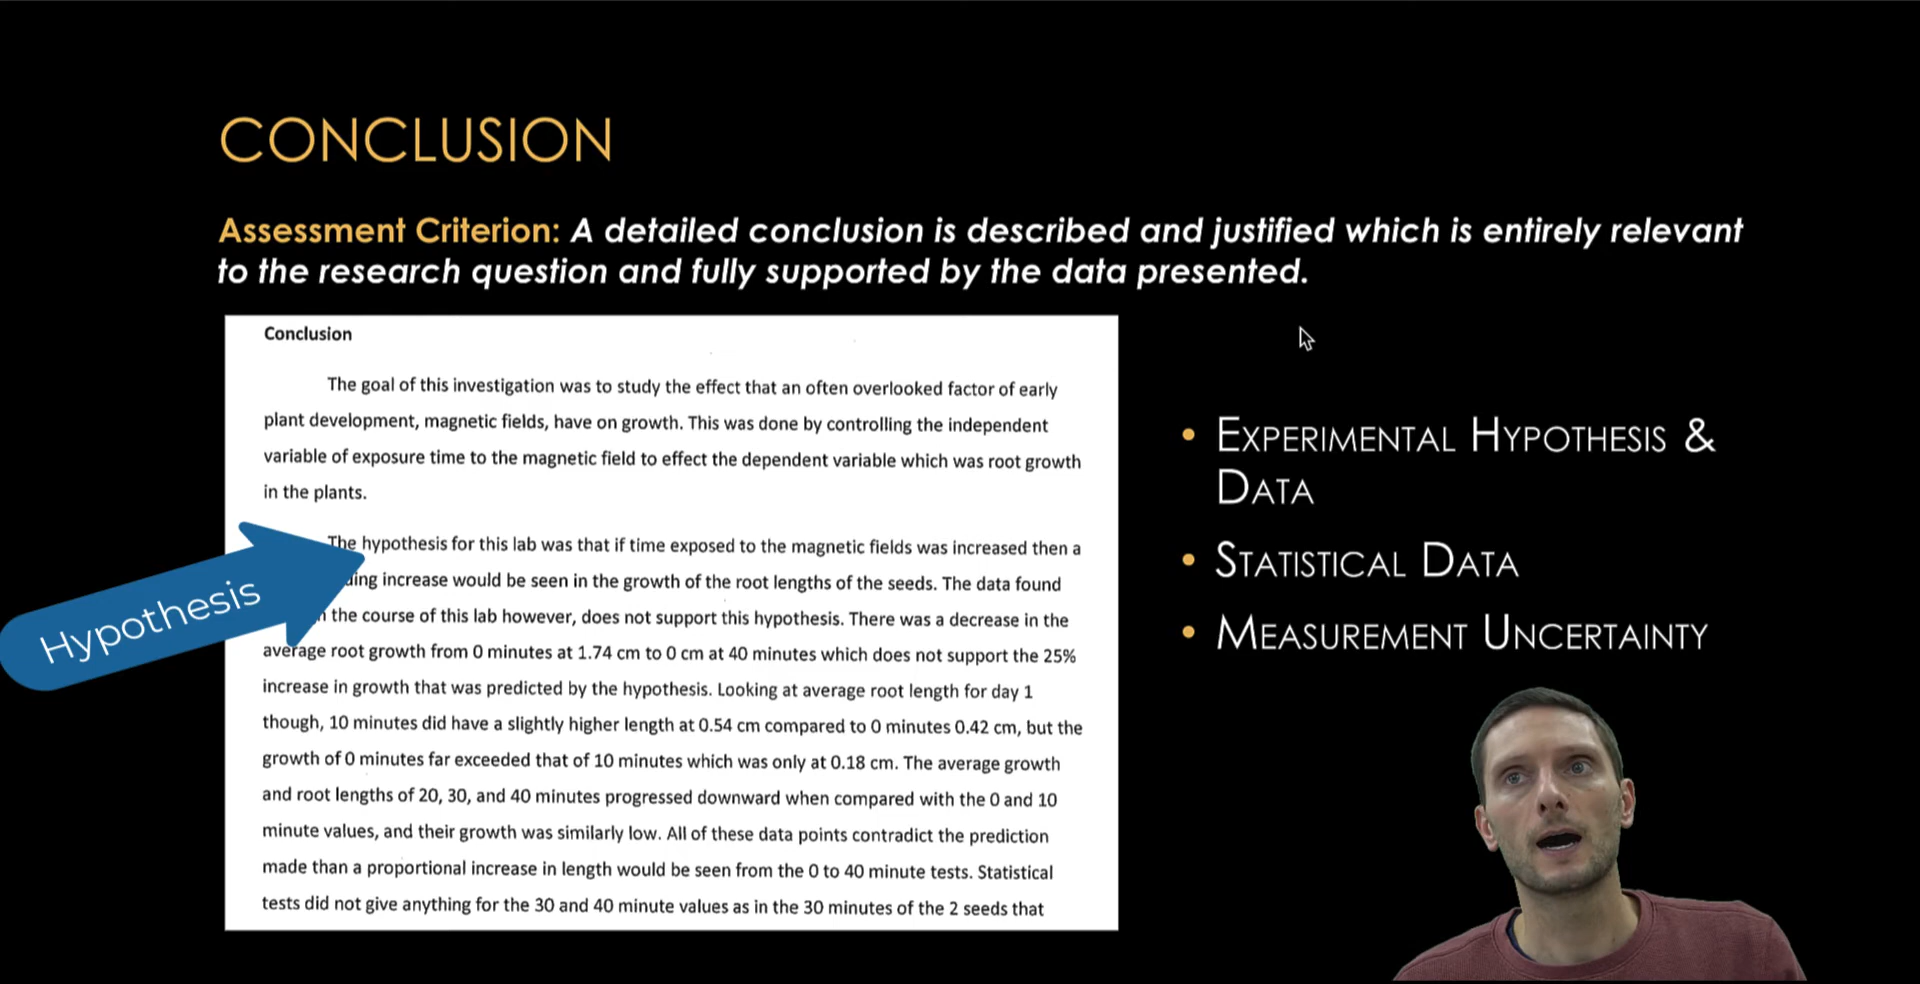 CONCLUSION
Assessment Criterion: A detailed conclusion is described and justified which is entirely relevant
to the research question and fully supported by the data presented.
Conclusion
The goal of this investigation was to study the effect that an often overlooked factor of early
plant development, magnetic fields, have on growth. This was done by controlling the independent
variable of exposure time to the magnetic field to effect the dependent variable which was root growth
in the plants.
The hypothesis for this lab was that if time exposed to the magnetic fields was increased then a
increase would be seen in the growth of the root lengths of the seeds. The data found
the course of this lab however, does not support this hypothesis. There was a decrease in the
average root growth from 0 minutes at 1.74 cm to 0 cm at 40 minutes which does not support the 25%
increase in growth that was predicted by the hypothesis. Looking at average root length for day 1
though, 10 minutes did have a slightly higher length at 0.54 cm compared to 0 minutes 0.42 cm, but the
growth of 0 minutes far exceeded that of 10 minutes which was only at 0.18 cm. The average growth
and root lengths of 20, 30, and 40 minutes progressed downward when compared with the 0 and 10
minute values, and their growth was similarly low. All of these data points contradict the prediction
made than a proportional increase in length would be seen from the 0 to 40 minute tests. Statistical
tests did not give anything for the 30 and 40 minute values as in the 30 minutes of the 2 seeds that
Hypothesis
• EXPERIMENTAL HYPOTHESIS &
DATA
• STATISTICAL DATA
• MEASUREMENT UNCERTAINTY